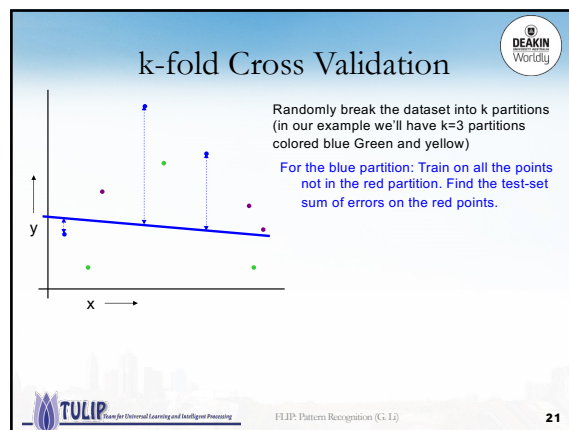 DEAKIN
UNIVERSITY AUSTRALIA
Worldly
k-fold Cross Validation
Randomly break the dataset into k partitions
(in our example we'll have k=3 partitions
colored blue Green and yellow)
For the blue partition: Train on all the points
not in the red partition. Find the test-set
sum of errors on the red points.
y
x
TULIP Team for Universal Learning and Intelligent Processing
FLIP: Pattern Recognition (G. Li)
21